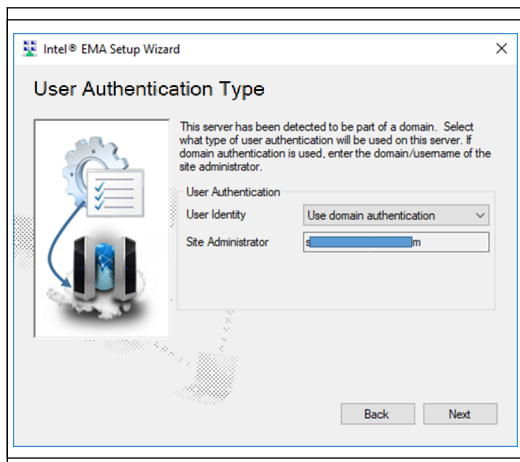 Intel® EMA Setup Wizard
User Authentication Type
This server has been detected to be part of a domain. Select
what type of user authentication will be used on this server. If
domain authentication is used, enter the domain/username of the
site administrator.
User Authentication
User Identity
Use domain authentication
Site Administrator
s
m
Back
Next